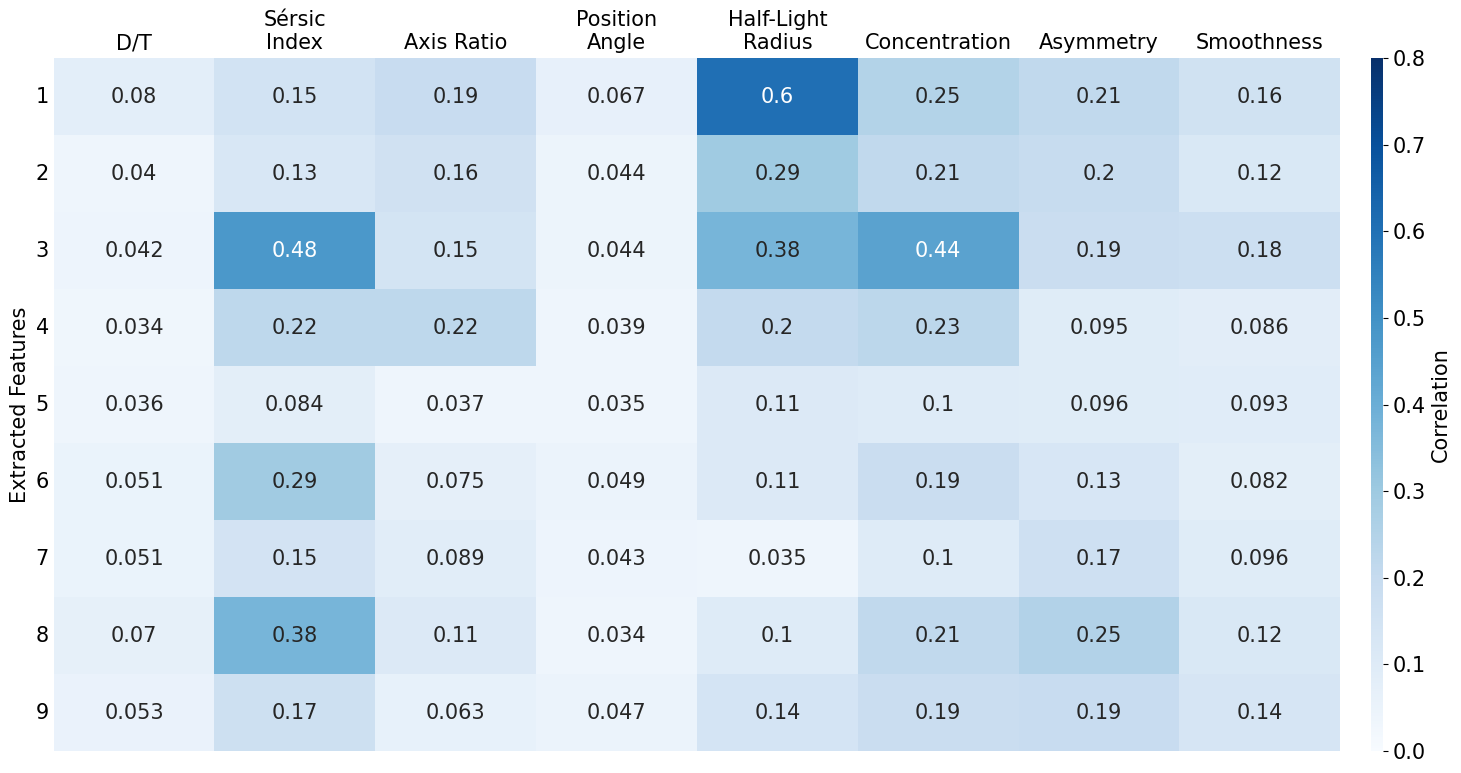 Sérsic Position Half-Light
D/T Index Axis Ratio Angle Radius Concentration Asymmetry Smoothness
1 0.08 0.15 0.19 0.067 0.6 0.25 0.21 0.16
2 0.04 0.13 0.16 0.044 0.29 0.21 0.2 0.12
3 0.042 0.48 0.15 0.044 0.38 0.44 0.19 0.18
4 0.034 0.22 0.22 0.039 0.2 0.23 0.095 0.086
5 0.036 0.084 0.037 0.035 0.11 0.1 0.096 0.093
6 0.051 0.29 0.075 0.049 0.11 0.19 0.13 0.082
7 0.051 0.15 0.089 0.043 0.035 0.1 0.17 0.096
8 0.07 0.38 0.11 0.034 0.1 0.21 0.25 0.12
9 0.053 0.17 0.063 0.047 0.14 0.19 0.19 0.14
Extracted Features
0.8
0.7
0.6
0.5
0.4
0.3
0.2
0.1
0.0
Correlation